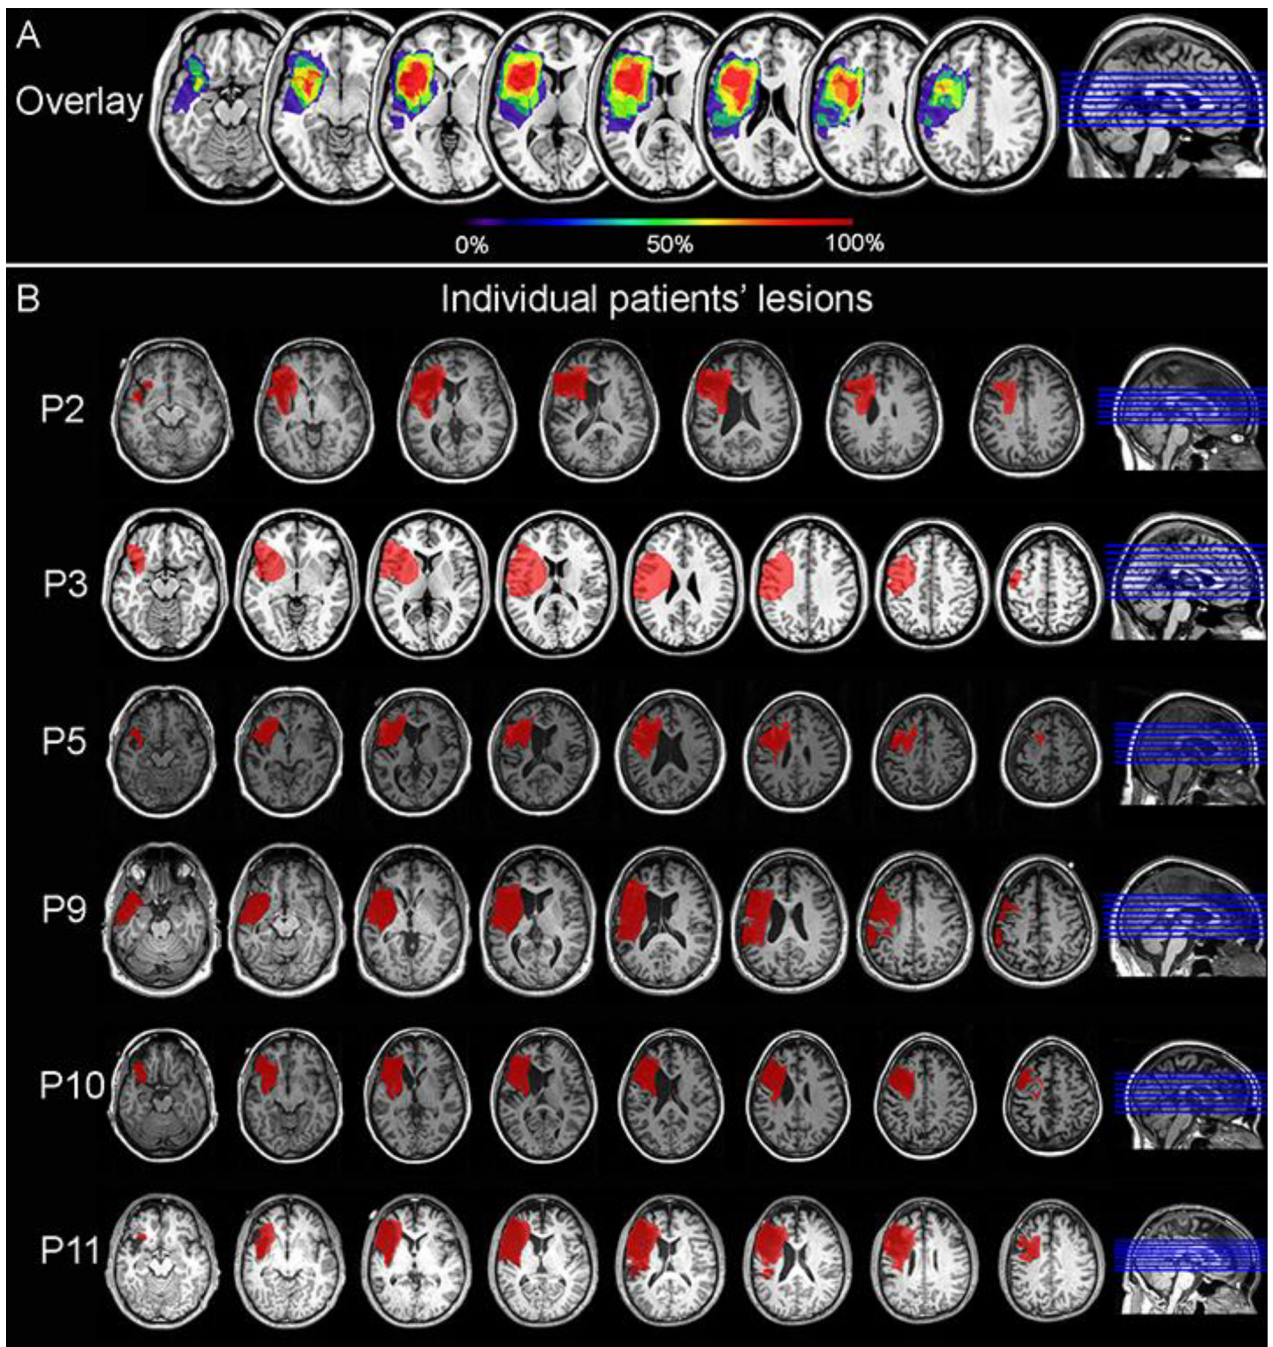 A
Overlay
0% 50% 100%
B Individual patients’ lesions
P2
P3
P5
P9
P10
P11